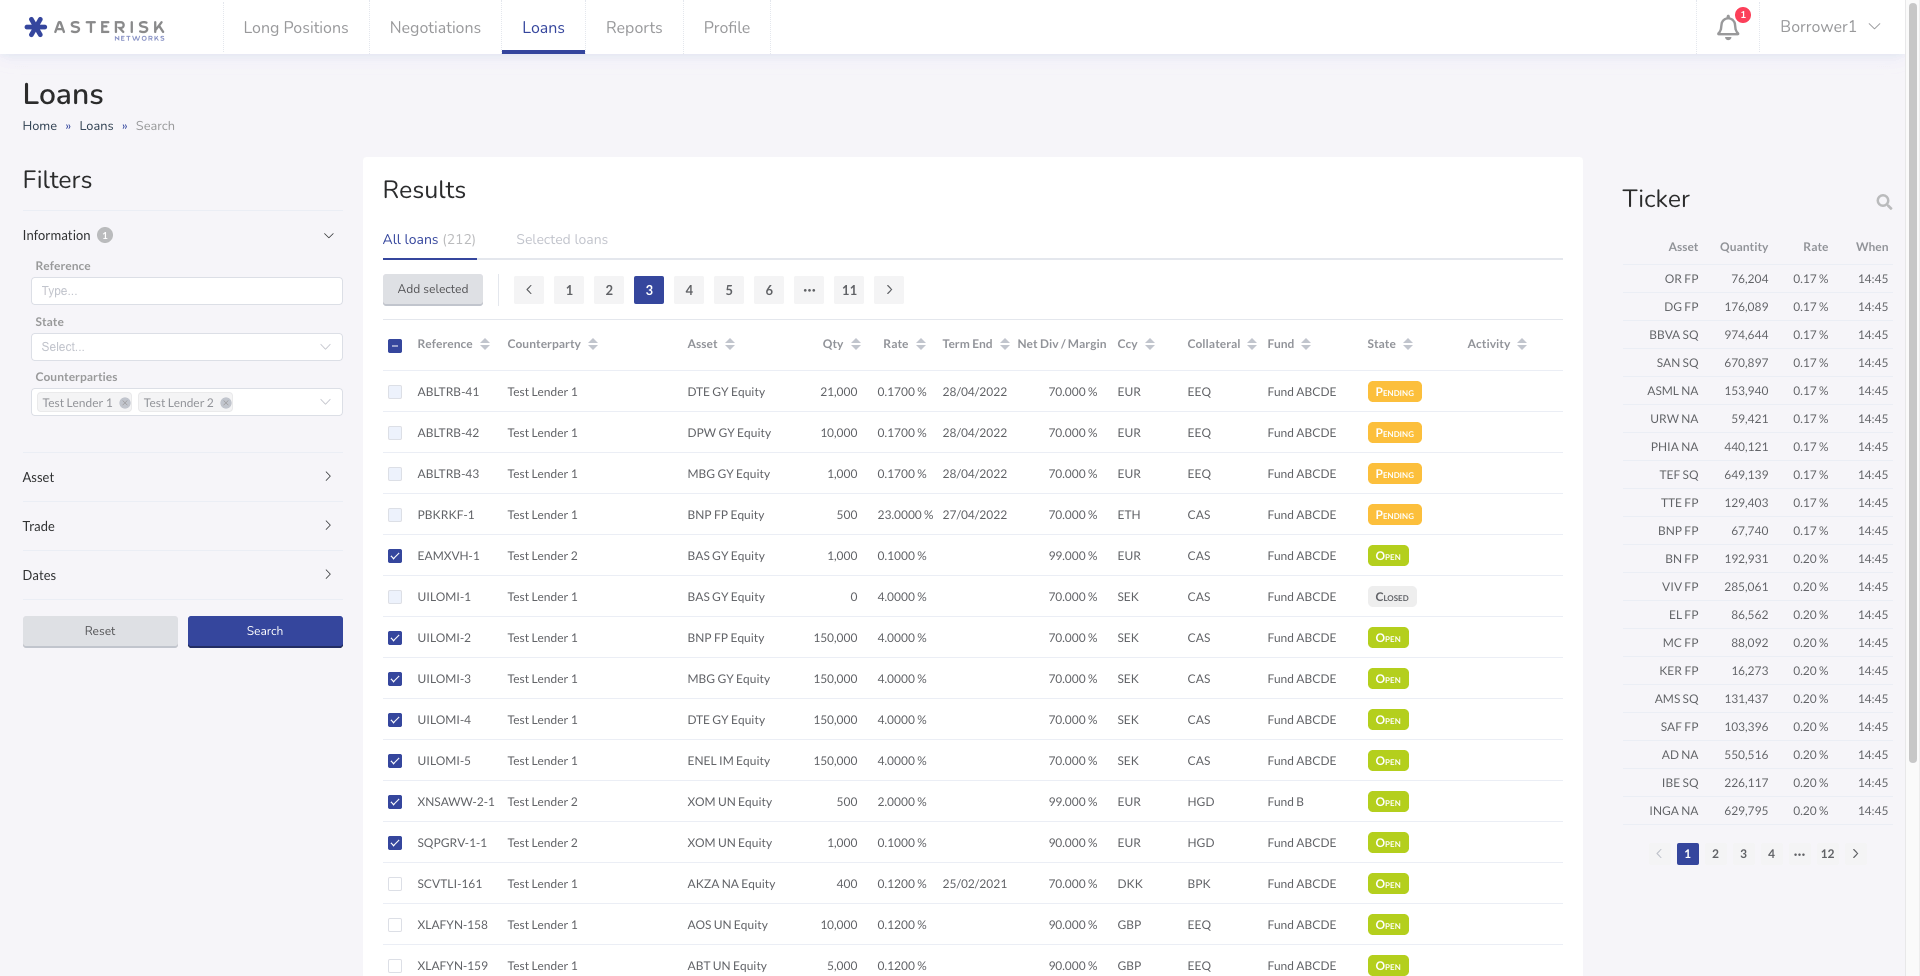 ASTERISK
NETWORKS
Long Positions
Negotiations
Loans
Reports
Profile
1
Borrower1
Loans
Home » Loans » Search
Filters
Information 1
Reference
Type...
State
Select...
Counterparties
Test Lender 1 Test Lender 2
Asset
Trade
Dates
Reset Search
Results
All loans (212) Selected loans
Add selected 1 2 3 4 5 6 ... 11
Reference Counterparty Asset Qty Rate Term End Net Div / Margin Ccy Collateral Fund State Activity
ABLTRB-41 Test Lender 1 DTE GY Equity 21,000 0.1700 % 28/04/2022 70.000 % EUR EEQ Fund ABCDE Pending
ABLTRB-42 Test Lender 1 DPW GY Equity 10,000 0.1700 % 28/04/2022 70.000 % EUR EEQ Fund ABCDE Pending
ABLTRB-43 Test Lender 1 MBG GY Equity 1,000 0.1700 % 28/04/2022 70.000 % EUR EEQ Fund ABCDE Pending
PBKRKF-1 Test Lender 1 BNP FP Equity 500 23.0000 % 27/04/2022 70.000 % ETH CAS Fund ABCDE Pending
EAMXVH-1 Test Lender 2 BAS GY Equity 1,000 0.1000 % 99.000 % EUR CAS Fund ABCDE Open
UILOMI-1 Test Lender 1 BAS GY Equity 0 4.0000 % 70.000 % SEK CAS Fund ABCDE Closed
UILOMI-2 Test Lender 1 BNP FP Equity 150,000 4.0000 % 70.000 % SEK CAS Fund ABCDE Open
UILOMI-3 Test Lender 1 MBG GY Equity 150,000 4.0000 % 70.000 % SEK CAS Fund ABCDE Open
UILOMI-4 Test Lender 1 DTE GY Equity 150,000 4.0000 % 70.000 % SEK CAS Fund ABCDE Open
UILOMI-5 Test Lender 1 ENEL IM Equity 150,000 4.0000 % 70.000 % SEK CAS Fund ABCDE Open
XNSAWW-2-1 Test Lender 2 XOM UN Equity 500 2.0000 % 99.000 % EUR HGD Fund B Open
SQPGRV-1-1 Test Lender 2 XOM UN Equity 1,000 0.1000 % 90.000 % EUR HGD Fund ABCDE Open
SCVTLI-161 Test Lender 1 AKZA NA Equity 400 0.1200 % 25/02/2021 70.000 % DKK BPK Fund ABCDE Open
XLAFYN-158 Test Lender 1 AOS UN Equity 10,000 0.1200 % 90.000 % GBP EEQ Fund ABCDE Open
XLAFYN-159 Test Lender 1 ABT UN Equity 5,000 0.1200 % 90.000 % GBP EEQ Fund ABCDE Open
Ticker
Asset Quantity Rate When
OR FP 76,204 0.17 % 14:45
DG FP 176,089 0.17 % 14:45
BBVA SQ 974,644 0.17 % 14:45
SAN SQ 670,897 0.17 % 14:45
ASML NA 153,940 0.17 % 14:45
URW NA 59,421 0.17 % 14:45
PHIA NA 440,121 0.17 % 14:45
TEF SQ 649,139 0.17 % 14:45
TTE FP 129,403 0.17 % 14:45
BNP FP 67,740 0.17 % 14:45
BN FP 192,931 0.20 % 14:45
VIV FP 285,061 0.20 % 14:45
EL FP 86,562 0.20 % 14:45
MC FP 88,092 0.20 % 14:45
KER FP 16,273 0.20 % 14:45
AMS SQ 131,437 0.20 % 14:45
SAF FP 103,396 0.20 % 14:45
AD NA 550,516 0.20 % 14:45
IBE SQ 226,117 0.20 % 14:45
INGA NA 629,795 0.20 % 14:45
1 2 3 4 ... 12